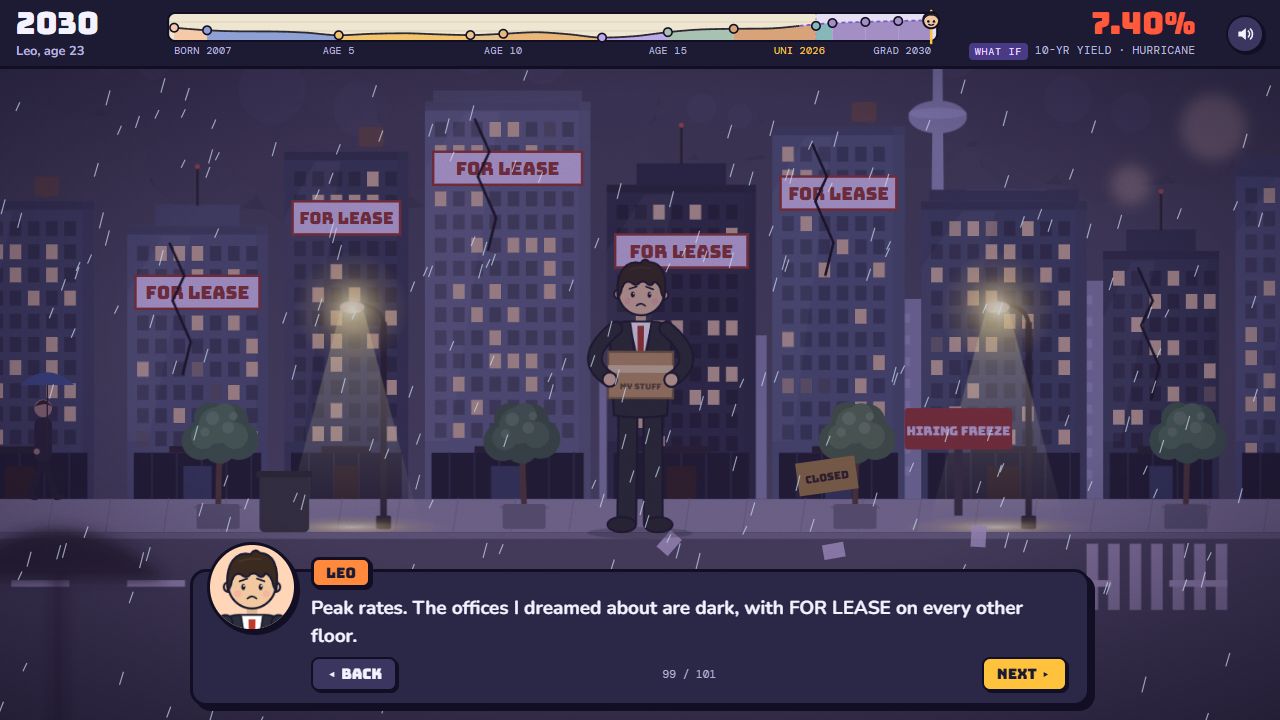 2030
Leo, age 23
BORN 2007
AGE 5
AGE 10
AGE 15
UNI 2026
GRAD 2030
7.40%
WHAT IF 10-YR YIELD · HURRICANE
FOR LEASE
FOR LEASE
FOR LEASE
FOR LEASE
FOR LEASE
MY STUFF
HIRING FREEZE
CLOSED
LEO
Peak rates. The offices I dreamed about are dark, with FOR LEASE on every other
floor.
◂ BACK
99 / 101
NEXT ▸